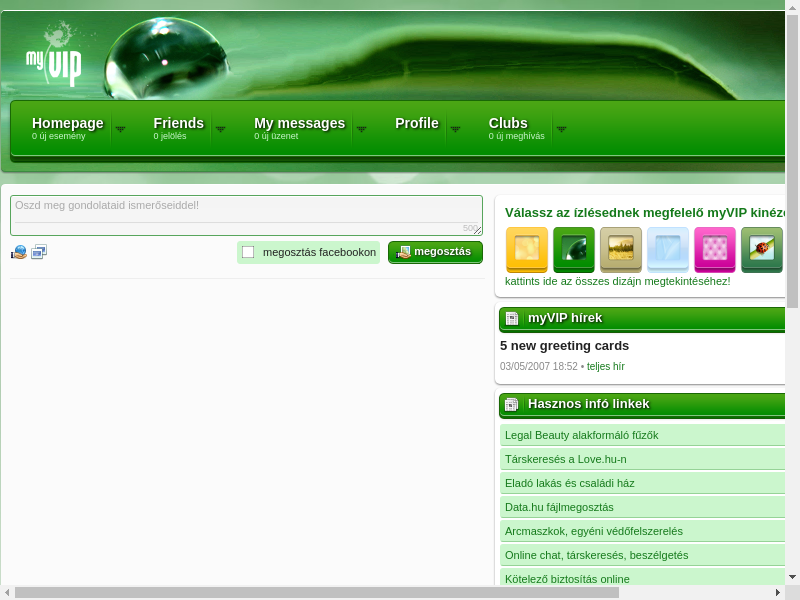 my VIP
Homepage
0 új esemény
Friends
0 jelölés
My messages
0 új üzenet
Profile
Clubs
0 új meghívás
Oszd meg gondolataid ismerőseiddel!
500
megosztás facebookon
megosztás
Válassz az ízlésednek megfelelő myVIP
kattints ide az összes dizájn megtekintéséhez!
myVIP hírek
5 new greeting cards
03/05/2007 18:52 • teljes hír
Hasznos infó linkek
Legal Beauty alakformáló fűzők
Társkeresés a Love.hu-n
Eladó lakás és családi ház
Data.hu fájlmegosztás
Arcmaszkok, egyéni védőfelszerelés
Online chat, társkeresés, beszélgetés
Kötelező biztosítás online